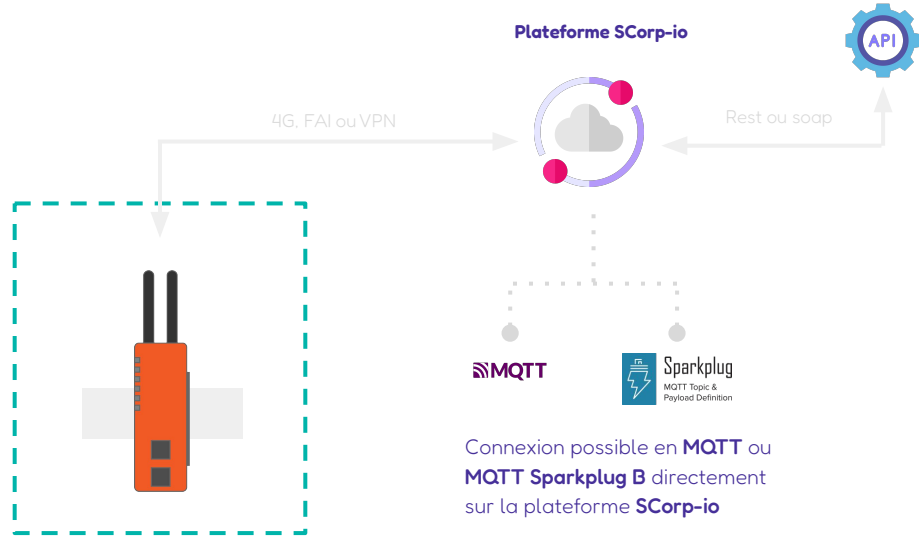 Plateforme SCorp-io
API
4G, FAI ou VPN
Rest ou soap
MQTT
Sparkplug
MQTT Topic &
Payload Definition
Connexion possible en MQTT ou
MQTT Sparkplug B directement
sur la plateforme SCorp-io